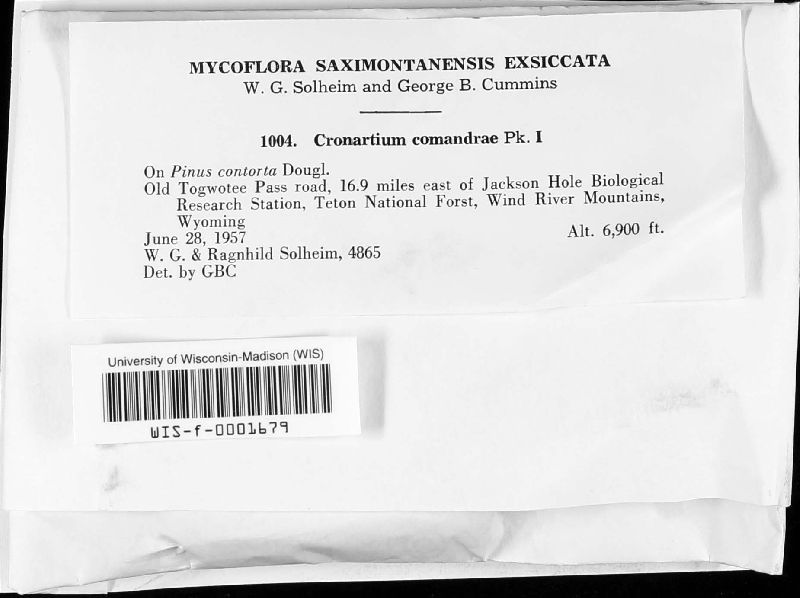 MYCOFLORA SAXIMONTANENSIS EXSICCATA
W. G. Solheim and George B. Cummins
1004. Cronartium comandrae Pk. I
On Pinus contorta Dougl.
Old Togwotee Pass road, 16.9 miles east of Jackson Hole Biological
Research Station, Teton National Forst, Wind River Mountains,
Wyoming
June 28, 1957 Alt. 6,900 ft.
W. G. & Ragnhild Solheim, 4865
Det. by GBC
University of Wisconsin-Madison (WIS)
WIS-f-0001679